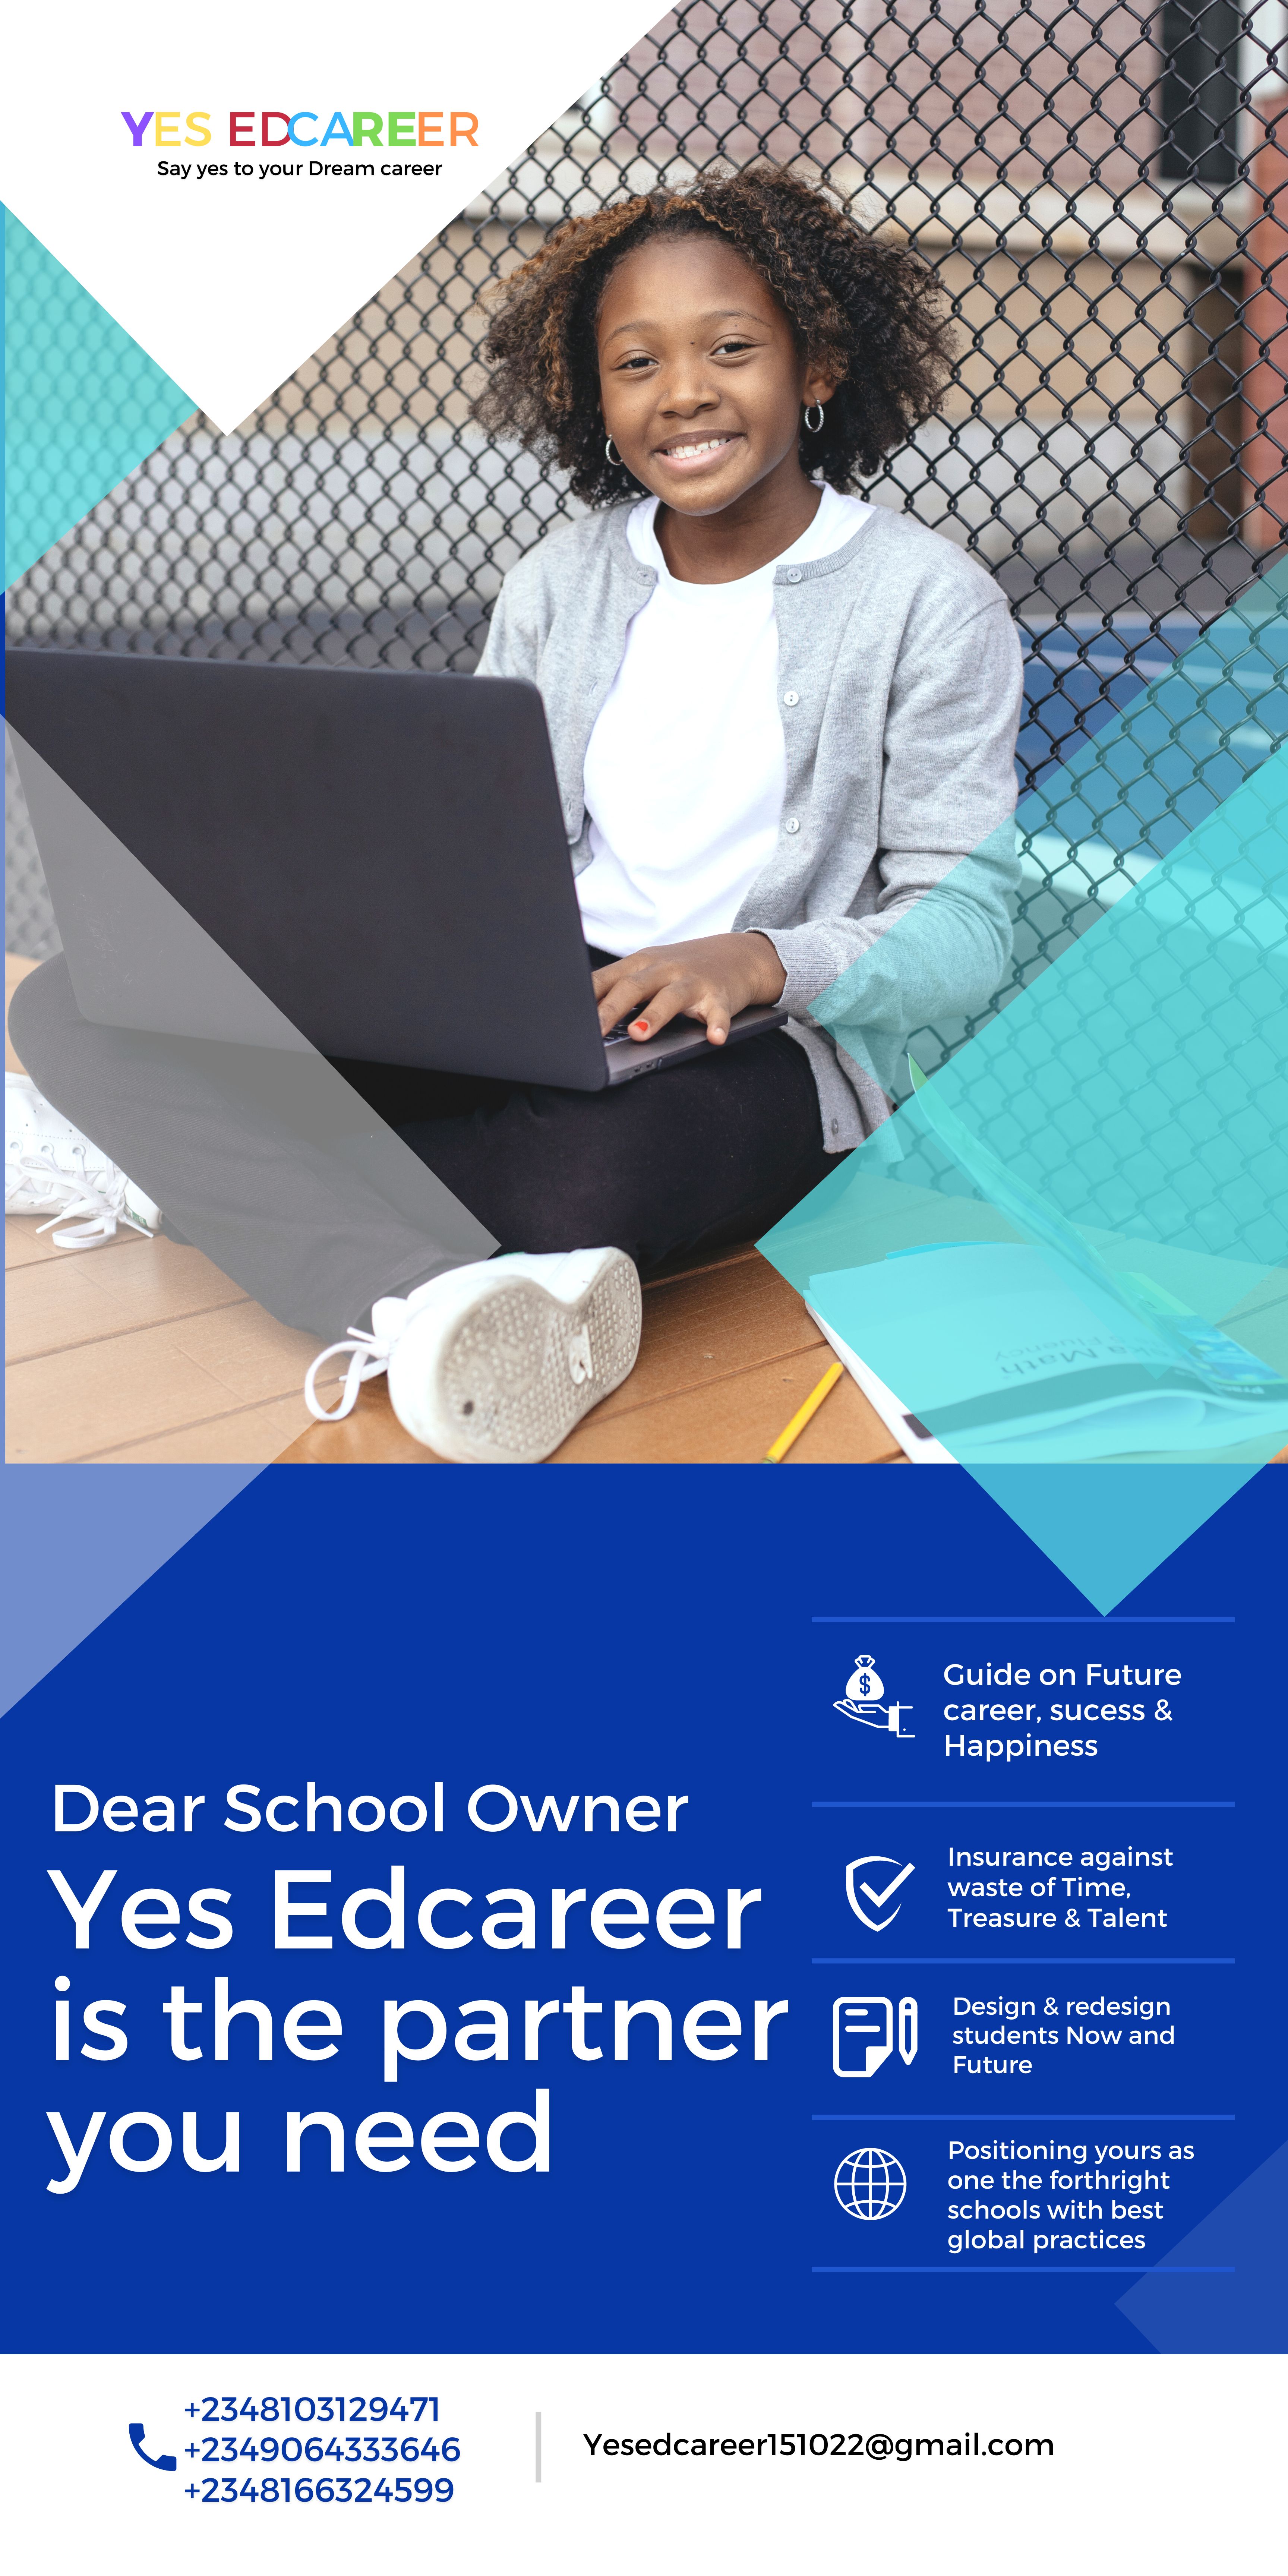 YES EDCAREER
Say yes to your Dream career
Math
Dear School Owner
Yes Edcareer
is the partner
you need
Guide on Future
career, sucess &
Happiness
Insurance against
waste of Time,
Treasure & Talent
Design & redesign
students Now and
Future
Positioning yours as
one the forthright
schools with best
global practices
+2348103129471
+2349064333646
+2348166324599
Yesedcareer151022@gmail.com